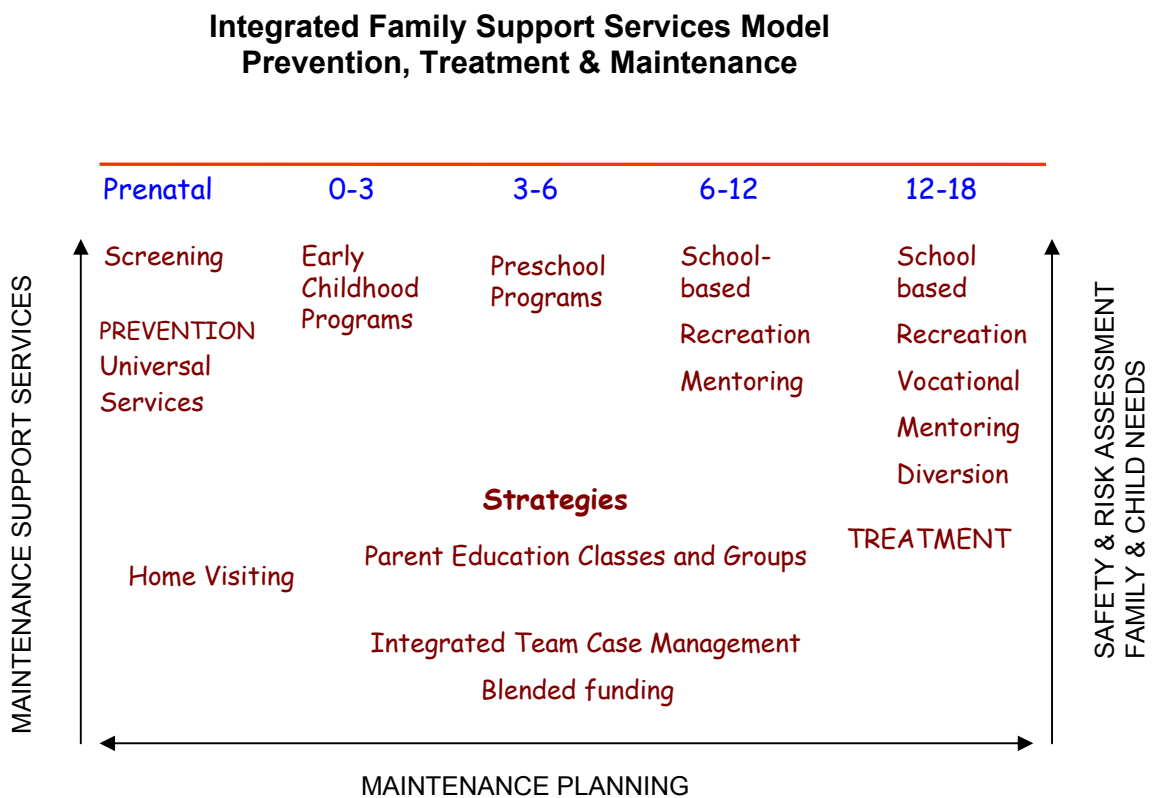 Integrated Family Support Services Model
Prevention, Treatment & Maintenance
Prenatal
0-3
3-6
6-12
12-18
Screening
PREVENTION
Universal
Services
Early
Childhood
Programs
Preschool
Programs
School-
based
Recreation
Mentoring
School
based
Recreation
Vocational
Mentoring
Diversion
Strategies
TREATMENT
Parent Education Classes and Groups
Home Visiting
Integrated Team Case Management
Blended funding
MAINTENANCE SUPPORT SERVICES
SAFETY & RISK ASSESSMENT
FAMILY & CHILD NEEDS
MAINTENANCE PLANNING